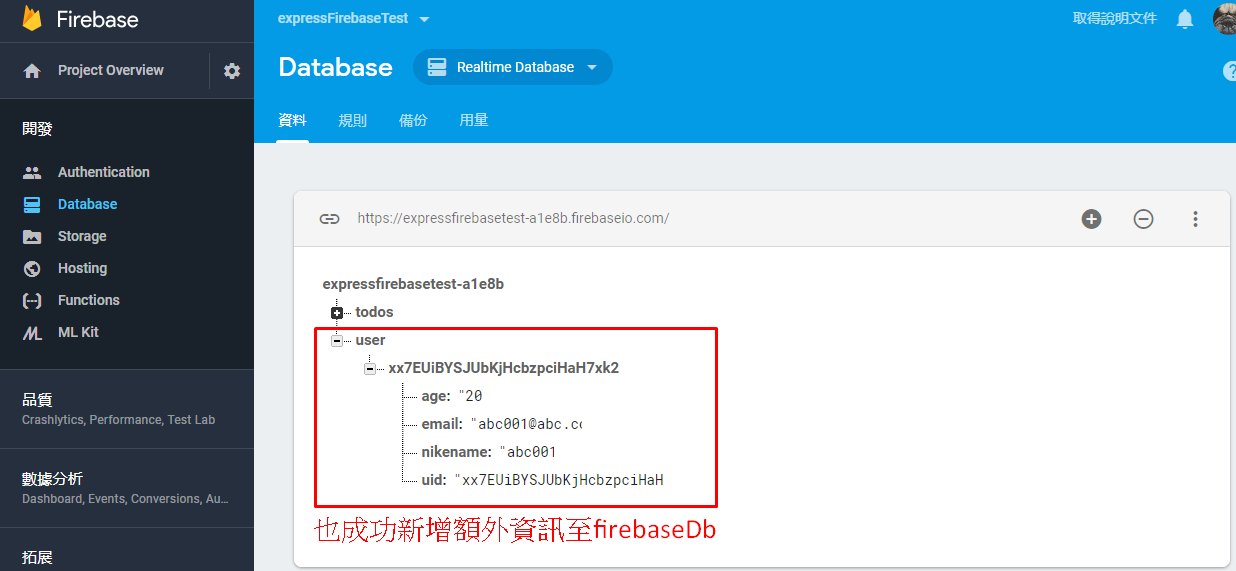 Firebase
expressFirebaseTest
取得說明文件
Project Overview
Database
Realtime Database
資料
規則
備份
用量
開發
Authentication
Database
Storage
Hosting
Functions
ML Kit
品質
Crashlytics, Performance, Test Lab
數據分析
Dashboard, Events, Conversions, Au...
拓展
https://expressfirebasetest-a1e8b.firebaseio.com/
expressfirebasetest-a1e8b
todos
user
xx7EUiBYSJUbKjHcbzpciHaH7xk2
age: "20
email: "abc001@abc.cc
nikename: "abc001
uid: "xx7EUiBYSJUbKjHcbzpciHaH
也成功新增額外資訊至firebaseDb